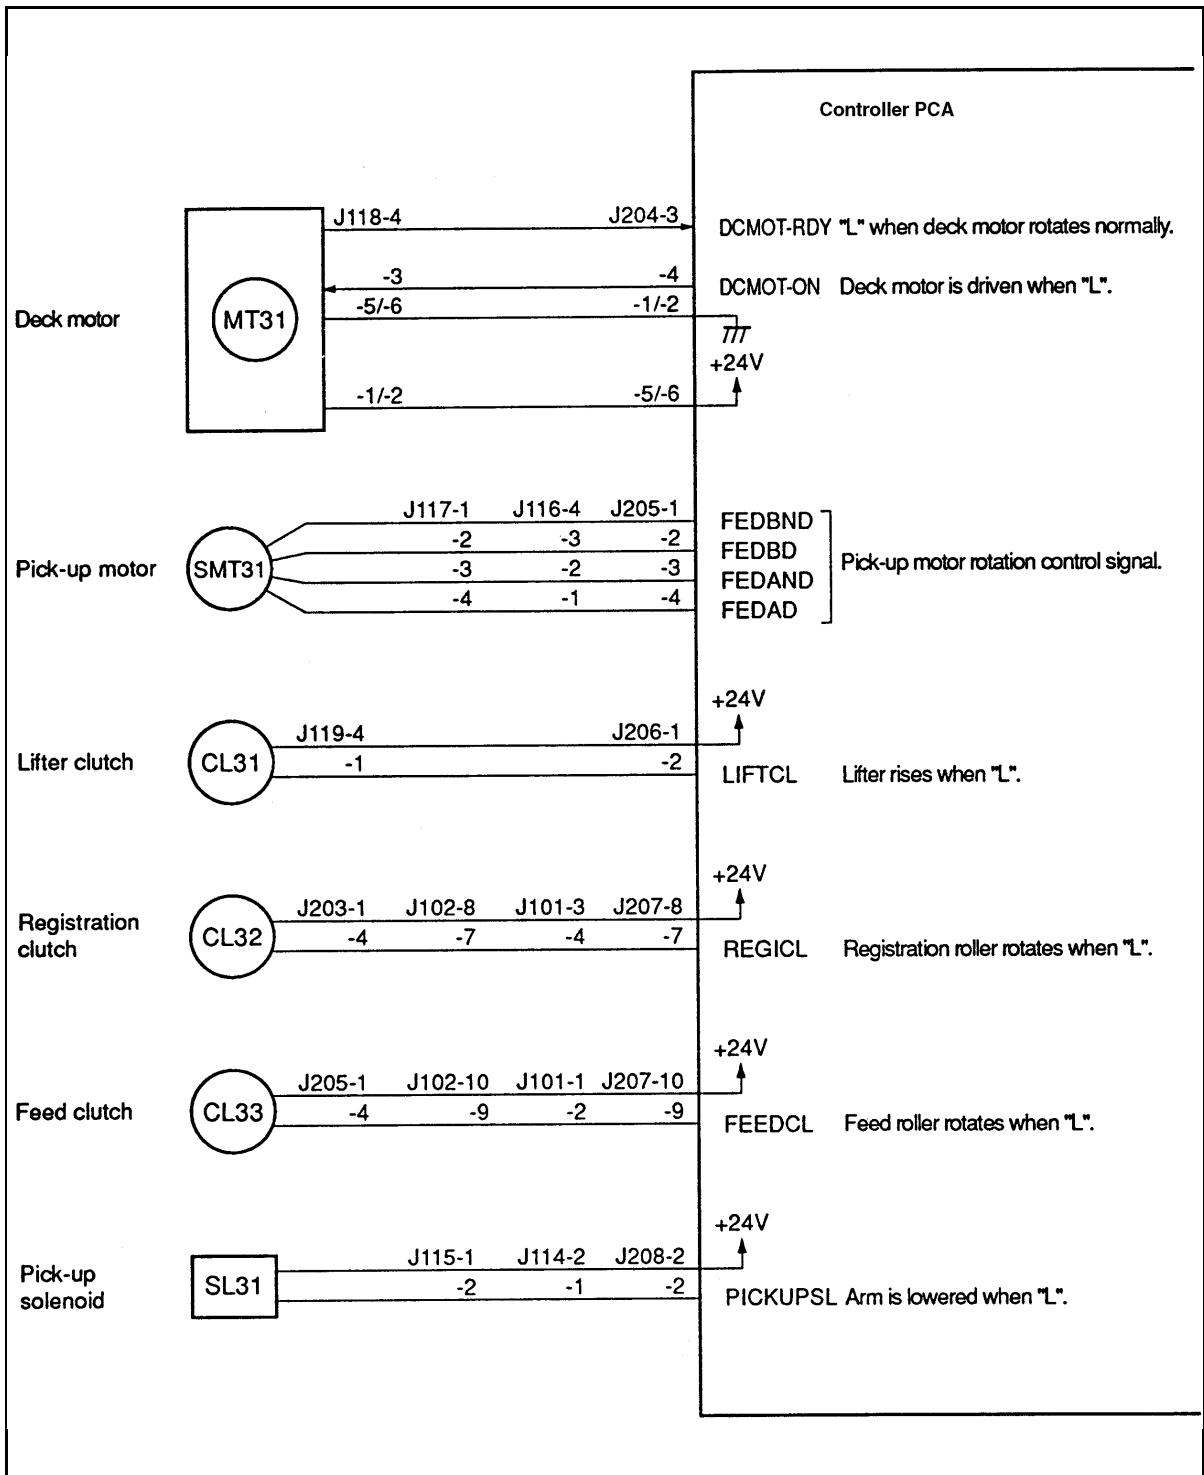 Controller PCA
J118-4 J204-3 DCMOT-RDY "L" when deck motor rotates normally.
-3 -4 DCMOT-ON Deck motor is driven when "L".
Deck motor MT31 -5/-6 -1/-2
+24V
-1/-2 -5/-6
J117-1 J116-4 J205-1 FEDBND
-2 -3 -2 FEDBD
Pick-up motor SMT31 -3 -2 -3 FEDAND Pick-up motor rotation control signal.
-4 -1 -4 FEDAD
+24V
J119-4 J206-1
Lifter clutch CL31 -1 -2 LIFTCL Lifter rises when "L".
+24V
J203-1 J102-8 J101-3 J207-8
Registration
clutch CL32 -4 -7 -4 -7 REGICL Registration roller rotates when "L".
+24V
J205-1 J102-10 J101-1 J207-10
Feed clutch CL33 -4 -9 -2 -9 FEEDCL Feed roller rotates when "L".
+24V
J115-1 J114-2 J208-2
Pick-up
solenoid SL31 -2 -1 -2 PICKUPSL Arm is lowered when "L".